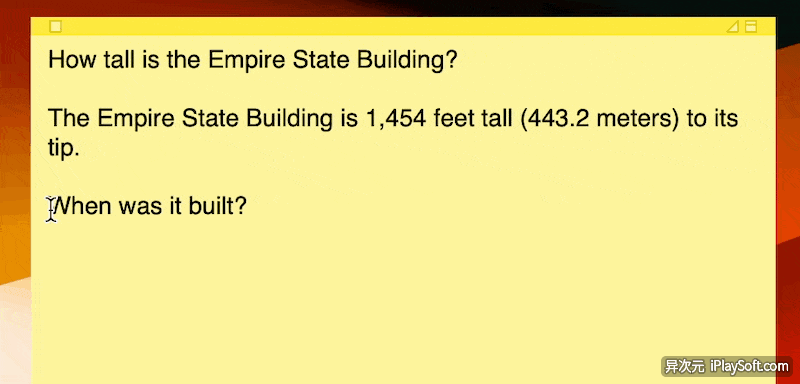 How tall is the Empire State Building?
The Empire State Building is 1,454 feet tall (443.2 meters) to its
tip.
When was it built?
异次元 iPlaySoft.com